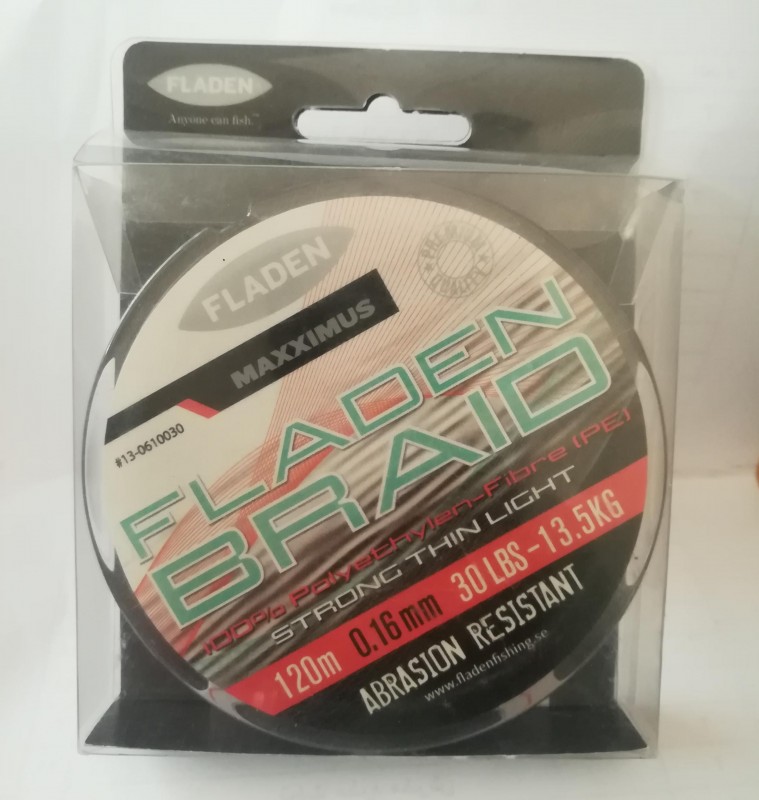 FLADEN
Anyone can fish.™
FLADEN
MAXXIMUS
#13-0610030
FLADEN
BRAID
100% Polyethylen-Fibre (PE)
STRONG THIN LIGHT
120m 0.16mm 30 LBS-13.5KG
ABRASION RESISTANT
www.fladenfishing.se